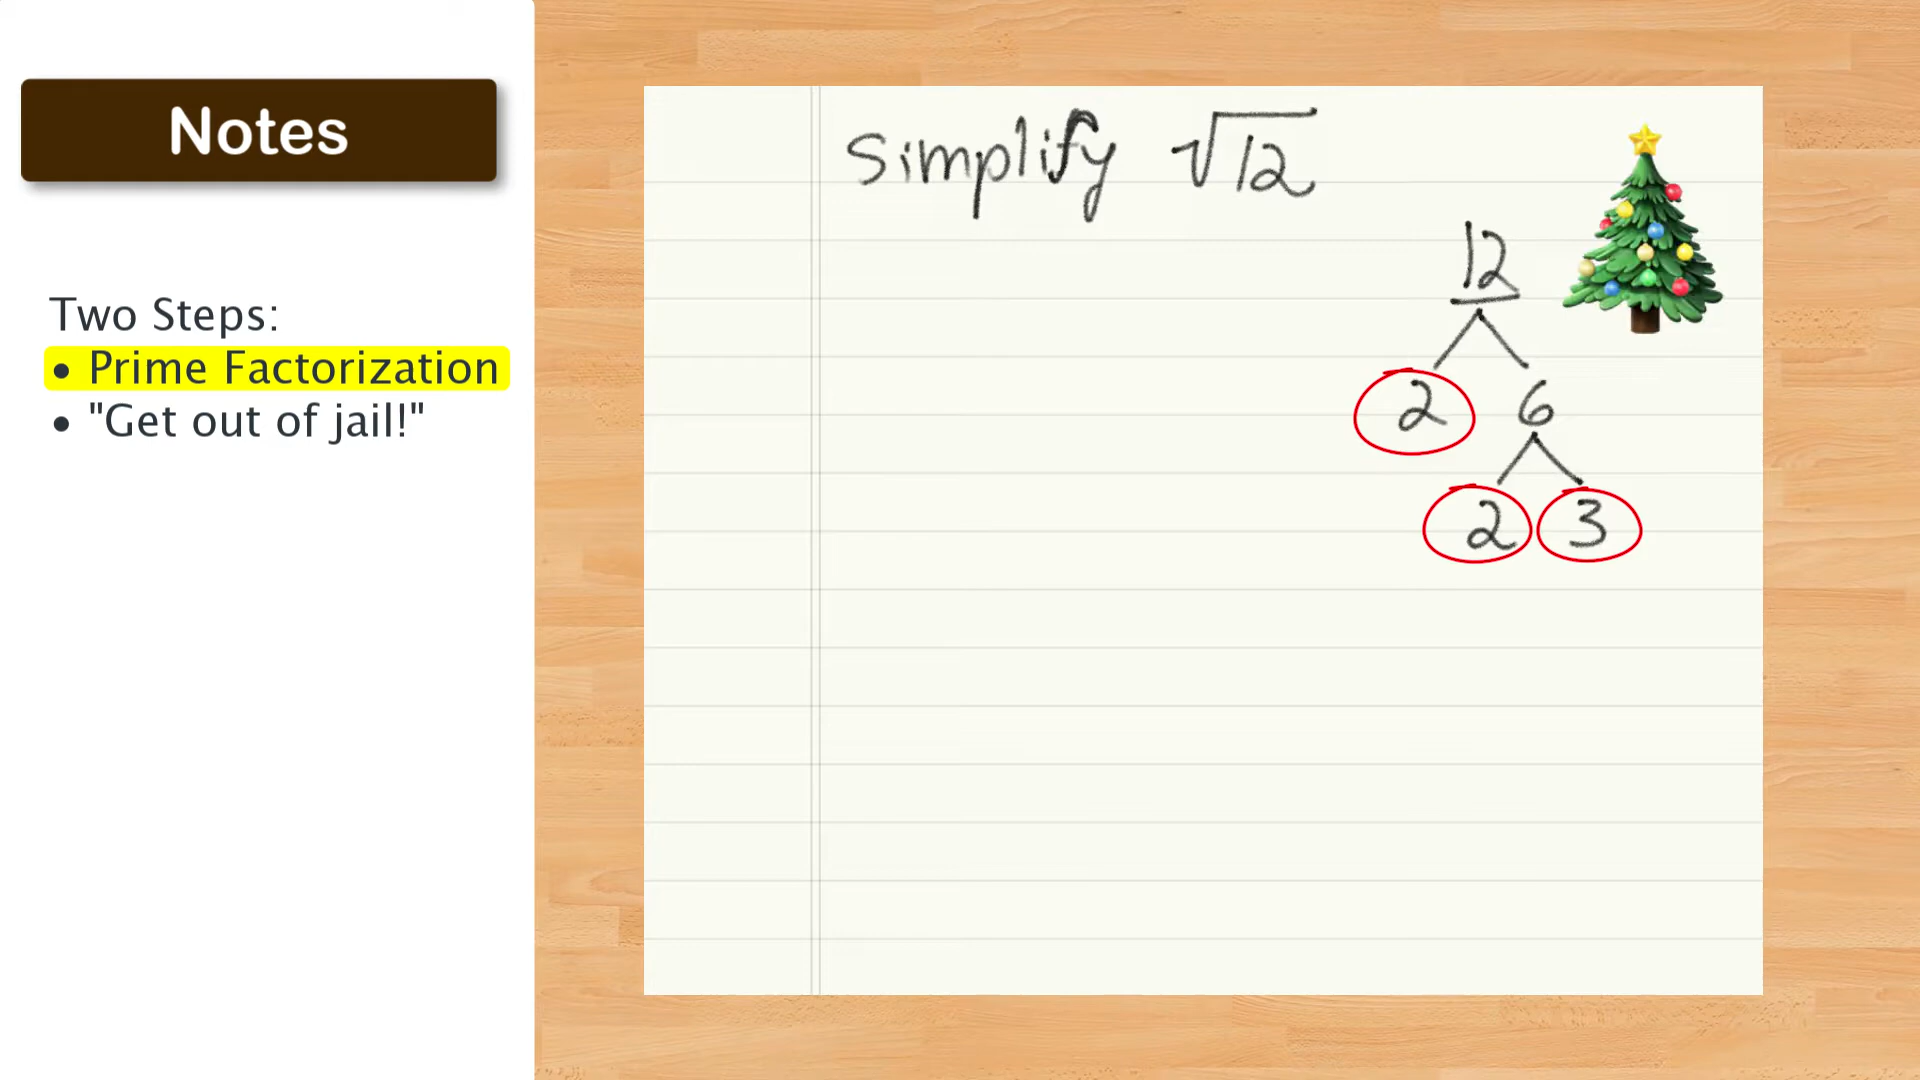 Notes
Two Steps:
• Prime Factorization
• "Get out of jail!"
Simplify √12
12
2 6
2 3